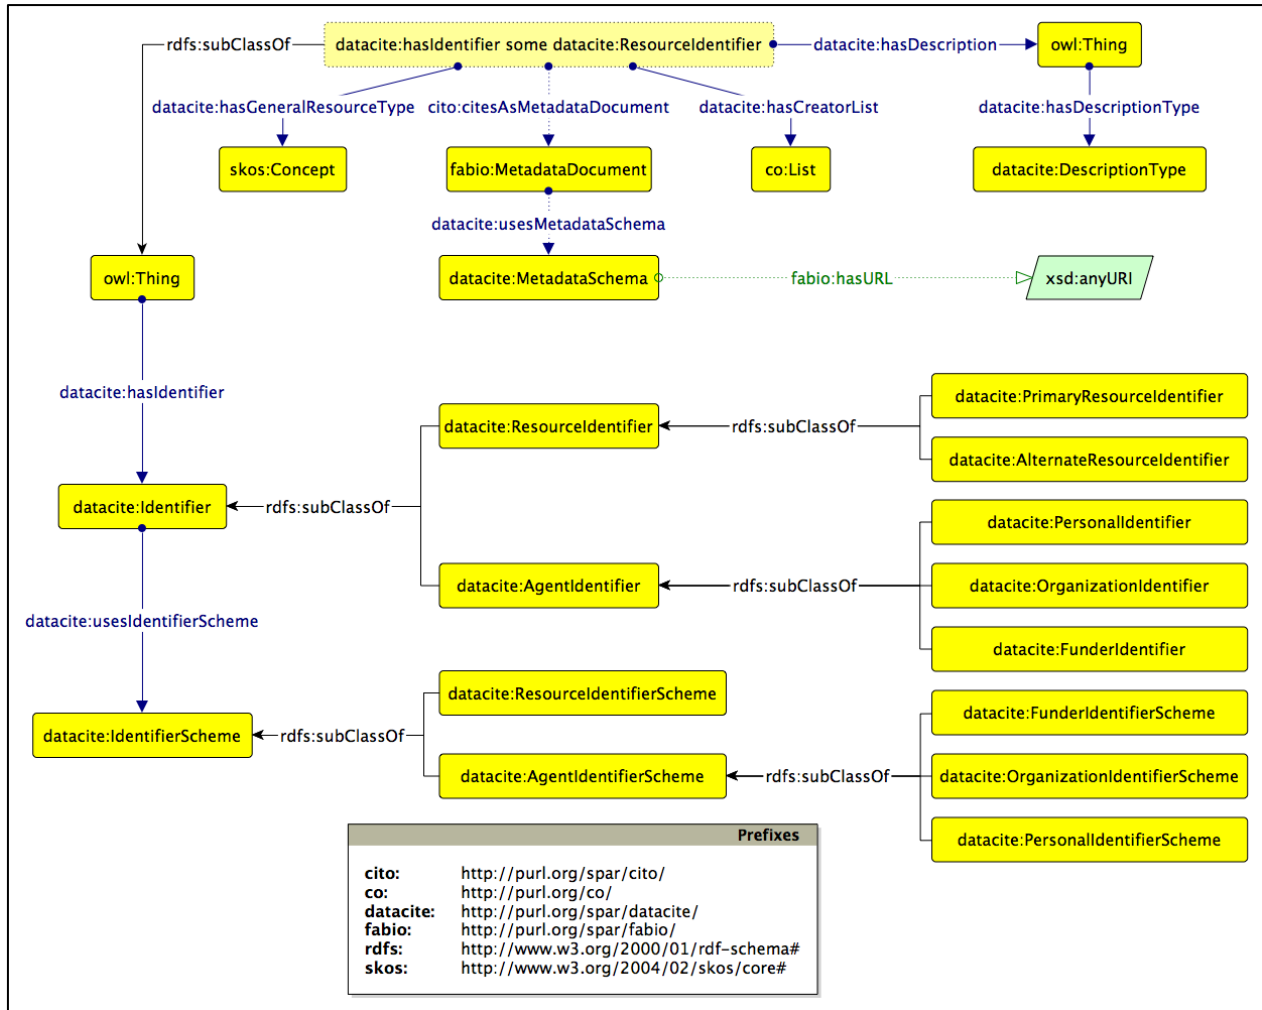 rdfs:subClassOf
datacite:hasIdentifier some datacite:ResourceIdentifier
datacite:hasDescription
owl:Thing
datacite:hasGeneralResourceType
cito:citesAsMetadataDocument
datacite:hasCreatorList
datacite:hasDescriptionType
skos:Concept
fabio:MetadataDocument
co:List
datacite:DescriptionType
datacite:usesMetadataSchema
owl:Thing
datacite:MetadataSchema
fabio:hasURL
xsd:anyURI
datacite:hasIdentifier
datacite:PrimaryResourceIdentifier
datacite:ResourceIdentifier
rdfs:subClassOf
datacite:AlternateResourceIdentifier
datacite:Identifier
rdfs:subClassOf
datacite:PersonalIdentifier
datacite:AgentIdentifier
rdfs:subClassOf
datacite:OrganizationIdentifier
datacite:usesIdentifierScheme
datacite:FunderIdentifier
datacite:ResourceIdentifierScheme
datacite:FunderIdentifierScheme
datacite:IdentifierScheme
rdfs:subClassOf
datacite:AgentIdentifierScheme
rdfs:subClassOf
datacite:OrganizationIdentifierScheme
datacite:PersonalIdentifierScheme
Prefixes
cito: http://purl.org/spar/cito/
co: http://purl.org/co/
datacite: http://purl.org/spar/datacite/
fabio: http://purl.org/spar/fabio/
rdfs: http://www.w3.org/2000/01/rdf-schema#
skos: http://www.w3.org/2004/02/skos/core#